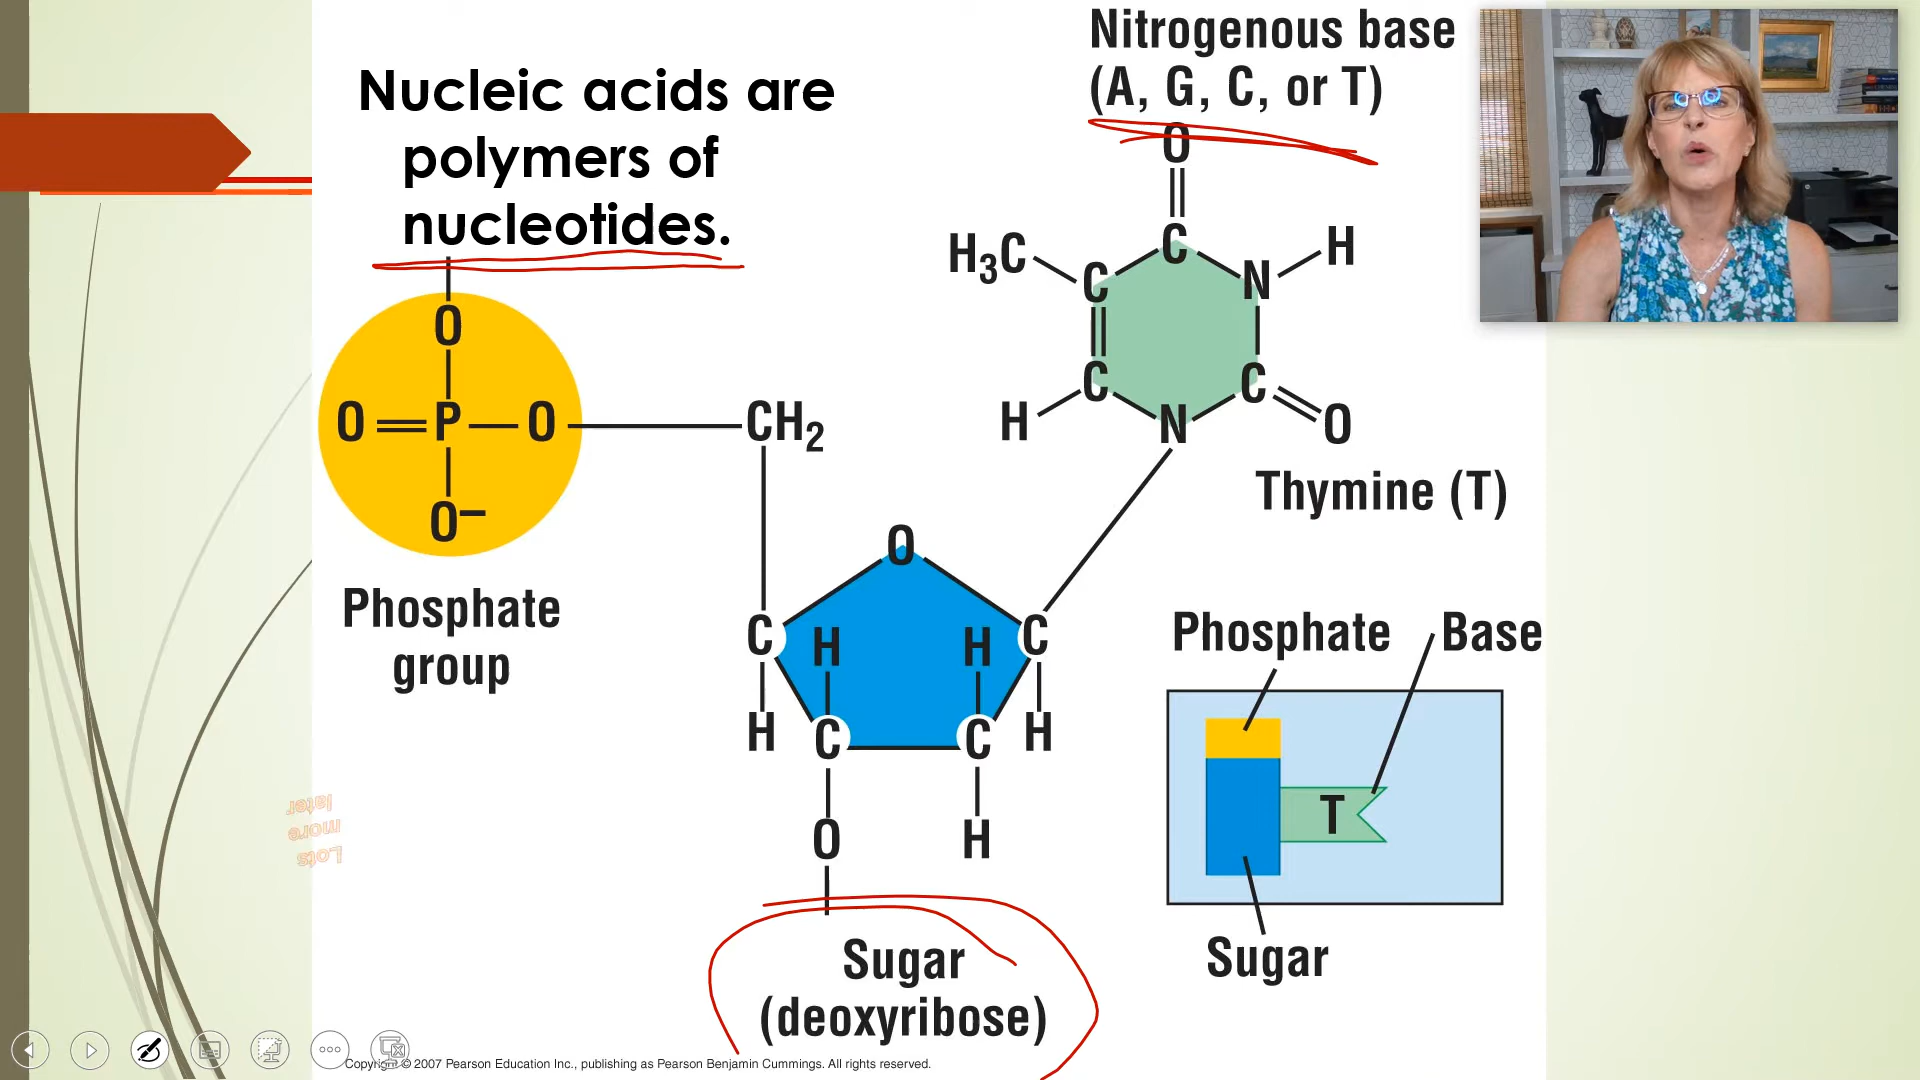 Nucleic acids are
polymers of
nucleotides.
Nitrogenous base
(A, G, C, or T)
O
H₃C
C
C
N
H
C
C
H
N
O
Thymine (T)
O
O
P
O
O–
CH₂
Phosphate
group
O
C
H
H
C
H
C
C
H
O
H
Sugar
(deoxyribose)
Phosphate
Base
T
Sugar
Lots
more
later
Copyright © 2007 Pearson Education Inc., publishing as Pearson Benjamin Cummings. All rights reserved.